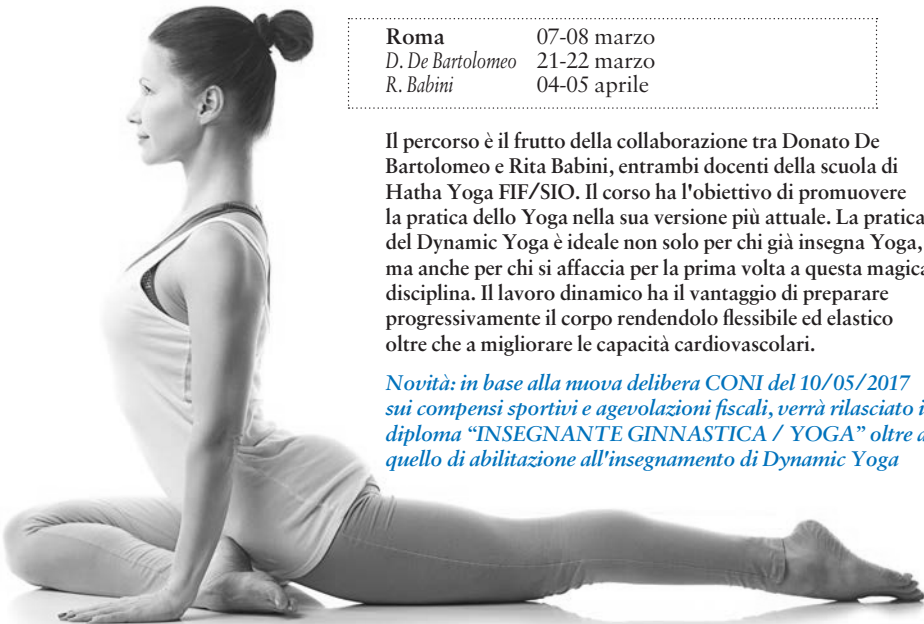 Roma 07-08 marzo
D. De Bartolomeo 21-22 marzo
R. Babini 04-05 aprile
Il percorso è il frutto della collaborazione tra Donato De
Bartolomeo e Rita Babini, entrambi docenti della scuola di
Hatha Yoga FIF/SIO. Il corso ha l'obiettivo di promuovere
la pratica dello Yoga nella sua versione più attuale. La pratica
del Dynamic Yoga è ideale non solo per chi già insegna Yoga,
ma anche per chi si affaccia per la prima volta a questa magica
disciplina. Il lavoro dinamico ha il vantaggio di preparare
progressivamente il corpo rendendolo flessibile ed elastico
oltre che a migliorare le capacità cardiovascolari.
Novità: in base alla nuova delibera CONI del 10/05/2017
sui compensi sportivi e agevolazioni fiscali, verrà rilasciato i
diploma “INSEGNANTE GINNASTICA / YOGA” oltre a
quello di abilitazione all'insegnamento di Dynamic Yoga